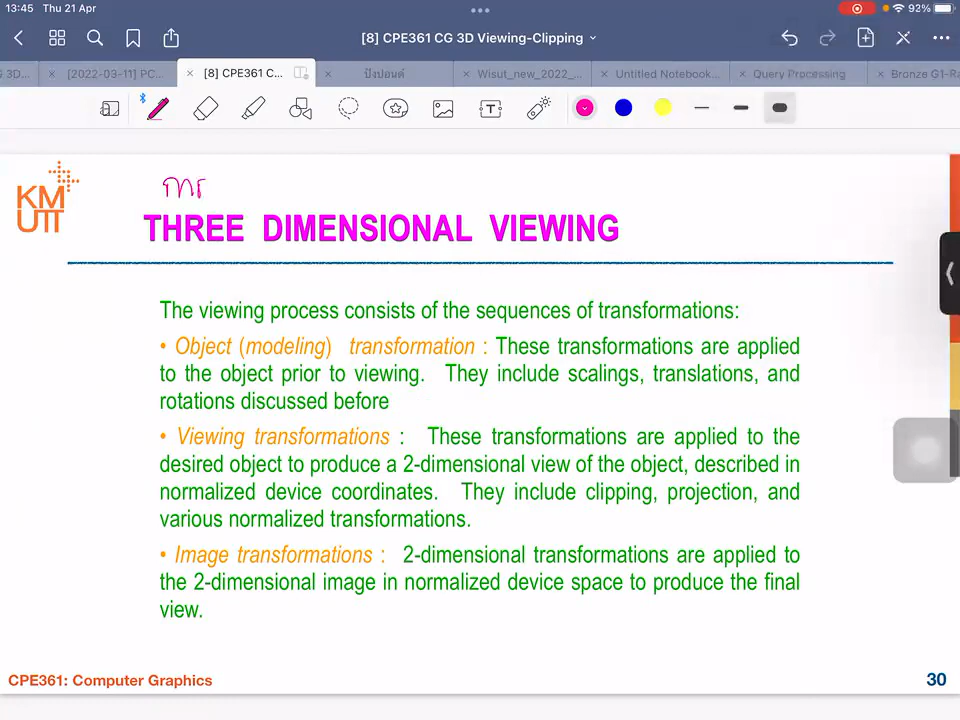 13:45 Thu 21 Apr
92%
[8] CPE361 CG 3D Viewing-Clipping
G 3D...
[2022-03-11] PC...
[8] CPE361 C...
ปังปอนด์
Wisut_new_2022_...
Untitled Notebook...
Query Processing
Bronze G1-Ra
T
KM
UTT
การ
THREE DIMENSIONAL VIEWING
The viewing process consists of the sequences of transformations:
• Object (modeling) transformation : These transformations are applied
to the object prior to viewing. They include scalings, translations, and
rotations discussed before
• Viewing transformations : These transformations are applied to the
desired object to produce a 2-dimensional view of the object, described in
normalized device coordinates. They include clipping, projection, and
various normalized transformations.
• Image transformations : 2-dimensional transformations are applied to
the 2-dimensional image in normalized device space to produce the final
view.
CPE361: Computer Graphics
30